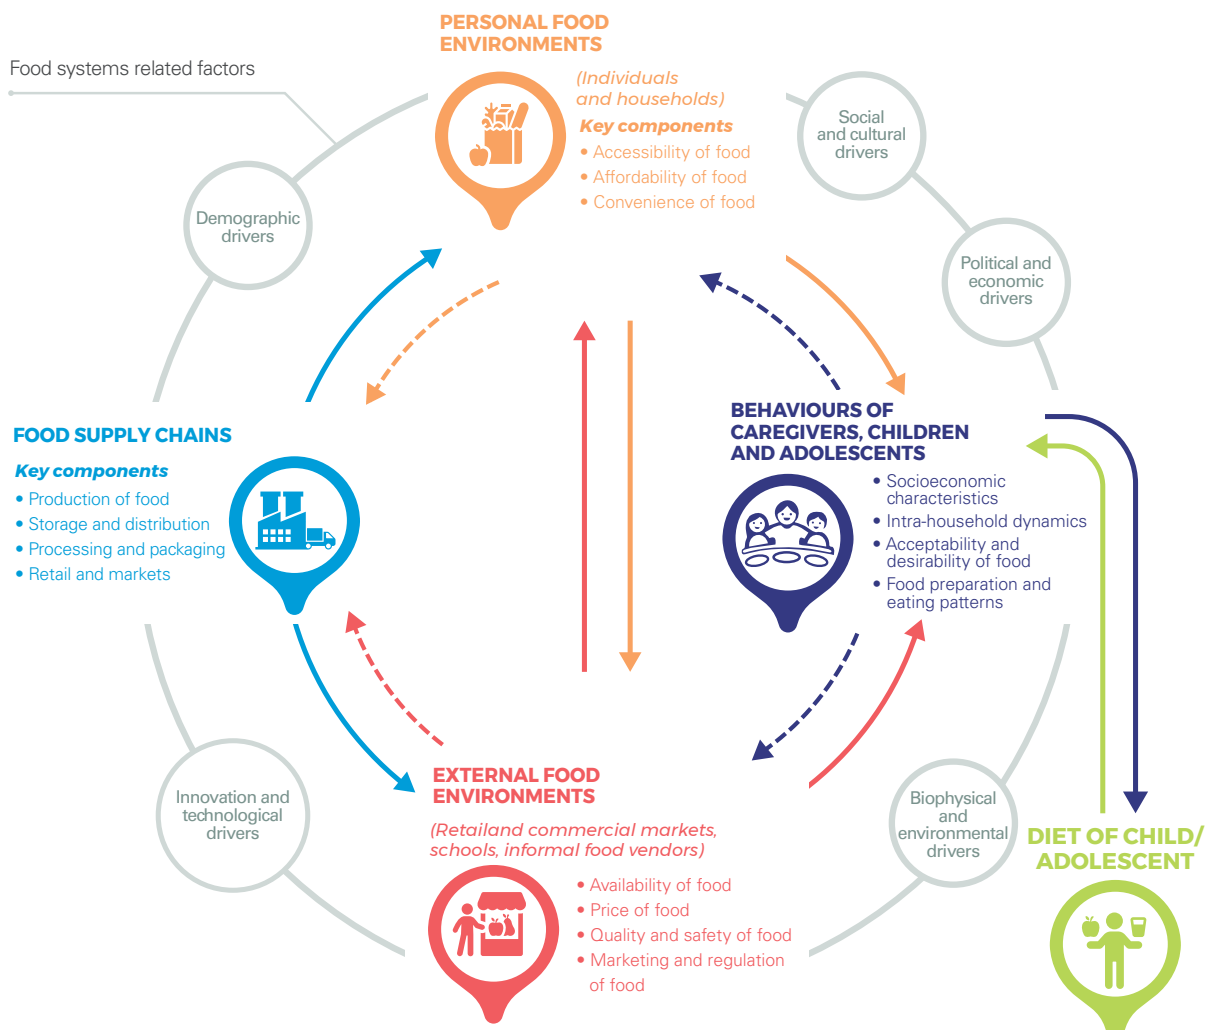 PERSONAL FOOD
ENVIRONMENTS
(Individuals
and households)
Key components
• Accessibility of food
• Affordability of food
• Convenience of food
Food systems related factors
Demographic
drivers
Social
and cultural
drivers
Political and
economic
drivers
FOOD SUPPLY CHAINS
Key components
• Production of food
• Storage and distribution
• Processing and packaging
• Retail and markets
BEHAVIOURS OF
CAREGIVERS, CHILDREN
AND ADOLESCENTS
• Socioeconomic
characteristics
• Intra-household dynamics
• Acceptability and
desirability of food
• Food preparation and
eating patterns
Innovation and
technological
drivers
EXTERNAL FOOD
ENVIRONMENTS
(Retailand commercial markets,
schools, informal food vendors)
• Availability of food
• Price of food
• Quality and safety of food
• Marketing and regulation
of food
Biophysical
and
environmental
drivers
DIET OF CHILD/
ADOLESCENT